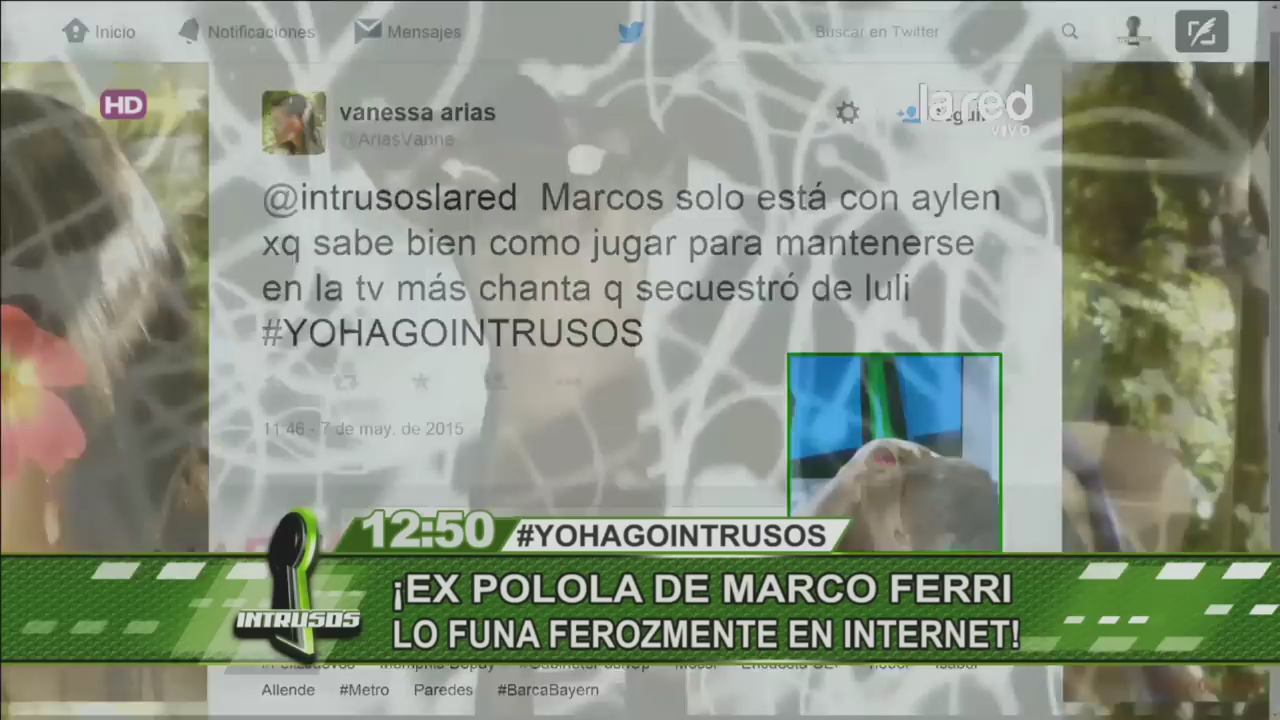 Inicio Notificaciones Mensajes Buscar en Twitter
HD
lared
VIVO
vanessa arias
@AriasVanne
@intrusoslared Marcos solo está con aylen
xq sabe bien como jugar para mantenerse
en la tv más chanta q secuestró de luli
#YOHAGOINTRUSOS
11:46 - 7 de may. de 2015
12:50 #YOHAGOINTRUSOS
INTRUSOS
¡EX POLOLA DE MARCO FERRI
LO FUNA FEROZMENTE EN INTERNET!
Allende #Metro Paredes #BarcaBayern